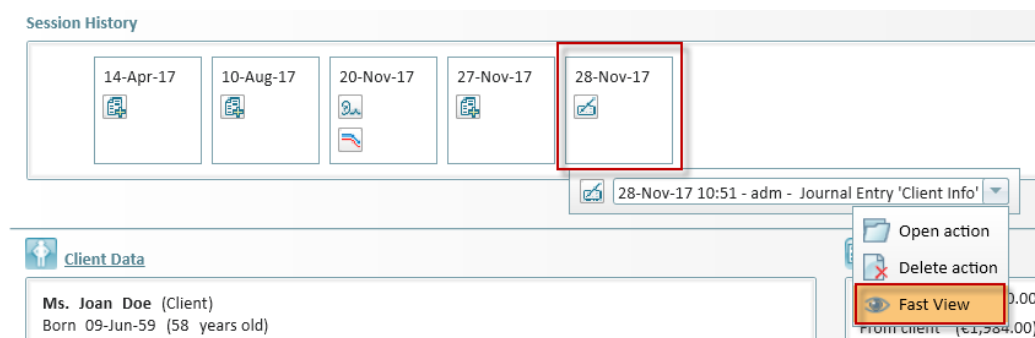 Session History
14-Apr-17 10-Aug-17 20-Nov-17 27-Nov-17 28-Nov-17
28-Nov-17 10:51 - adm - Journal Entry 'Client Info'
Open action
Client Data
Delete action
Ms. Joan Doe (Client)
Fast View
0.00
Born 09-Jun-59 (58 years old)
From client (€1,984.00)